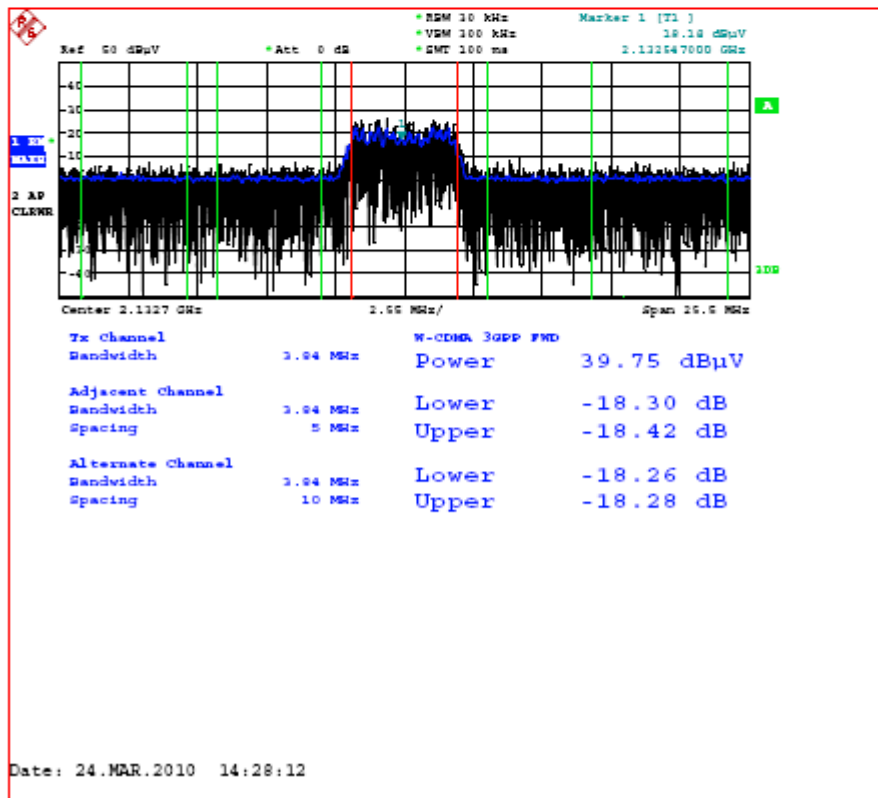 R S
* RBW 30 kHz Marker 1 [T1 ]
* VBW 300 kHz 18.18 dBµV
Ref 50 dBµV * Att 0 dB * SWT 100 ms 2.132647000 GHz
40
30
20
10
1
A
1 RM *
2 AP
CLRWR
-40
3DB
Center 2.1327 GHz 2.55 MHz/ Span 25.5 MHz
Tx Channel W-CDMA 3GPP FWD
Bandwidth 3.84 MHz Power 39.75 dBµV
Adjacent Channel
Bandwidth 3.84 MHz Lower -18.30 dB
Spacing 5 MHz Upper -18.42 dB
Alternate Channel
Bandwidth 3.84 MHz Lower -18.26 dB
Spacing 10 MHz Upper -18.28 dB
Date: 24.MAR.2010 14:28:12